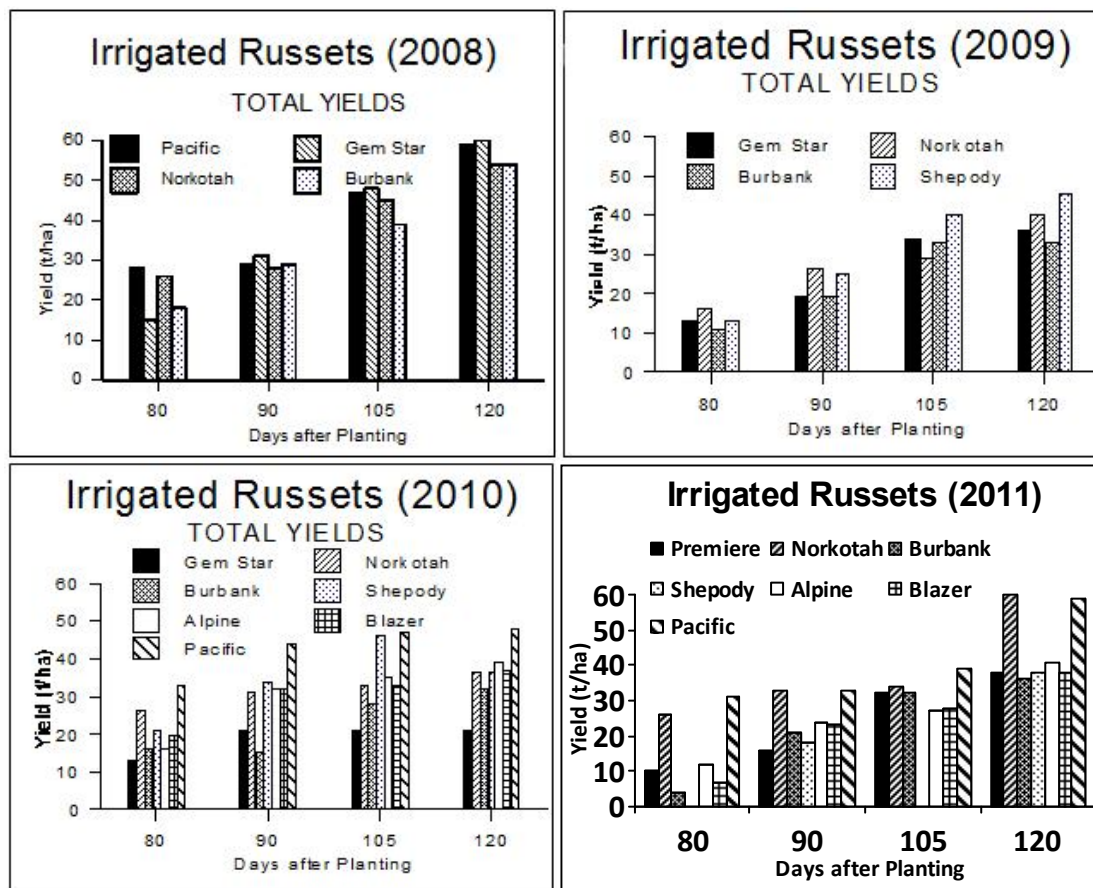 Irrigated Russets (2008)
TOTAL YIELDS
Pacific Gem Star
Norkotah Burbank
Yield (t/ha)
60
50
40
30
20
10
0
80 90 105 120
Days after Planting
Irrigated Russets (2009)
TOTAL YIELDS
Gem Star Norkotah
Burbank Shepody
Yield (t/ha)
60
50
40
30
20
10
0
80 90 105 120
Days after Planting
Irrigated Russets (2010)
TOTAL YIELDS
Gem Star Norkotah
Burbank Shepody
Alpine Blazer
Pacific
Yield (t/ha)
60
50
40
30
20
10
0
80 90 105 120
Days after Planting
Irrigated Russets (2011)
Premiere Norkotah Burbank
Shepody Alpine Blazer
Pacific
Yield (t/ha)
60
50
40
30
20
10
0
80 90 105 120
Days after Planting